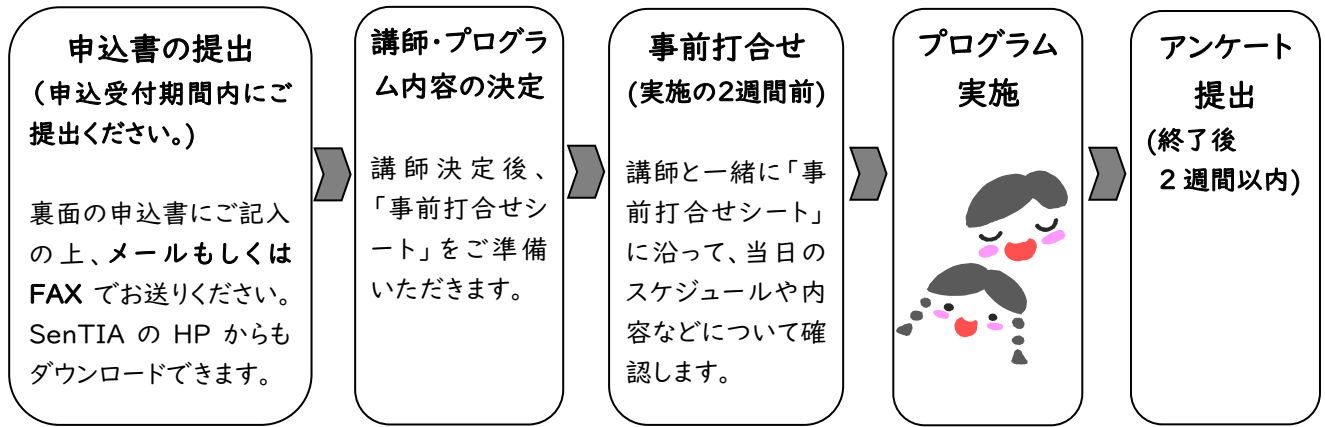 申込書の提出
（申込受付期間内にご
提出ください。)
裏面の申込書にご記入
の上、メールもしくは
FAX でお送りください。
SenTIA の HP からも
ダウンロードできます。
講師・プログラ
ム内容の決定
講師決定後、
「事前打合せシ
ート」をご準備
いただきます。
事前打合せ
(実施の2週間前)
講師と一緒に「事
前打合せシート」
に沿って、当日の
スケジュールや内
容などについて確
認します。
プログラム
実施
アンケート
提出
(終了後
２週間以内)